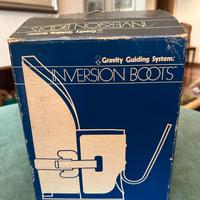 Gravity Guiding System.
INVERSION BOOTS
Gravity Guiding System.
INVERSION BOOTS